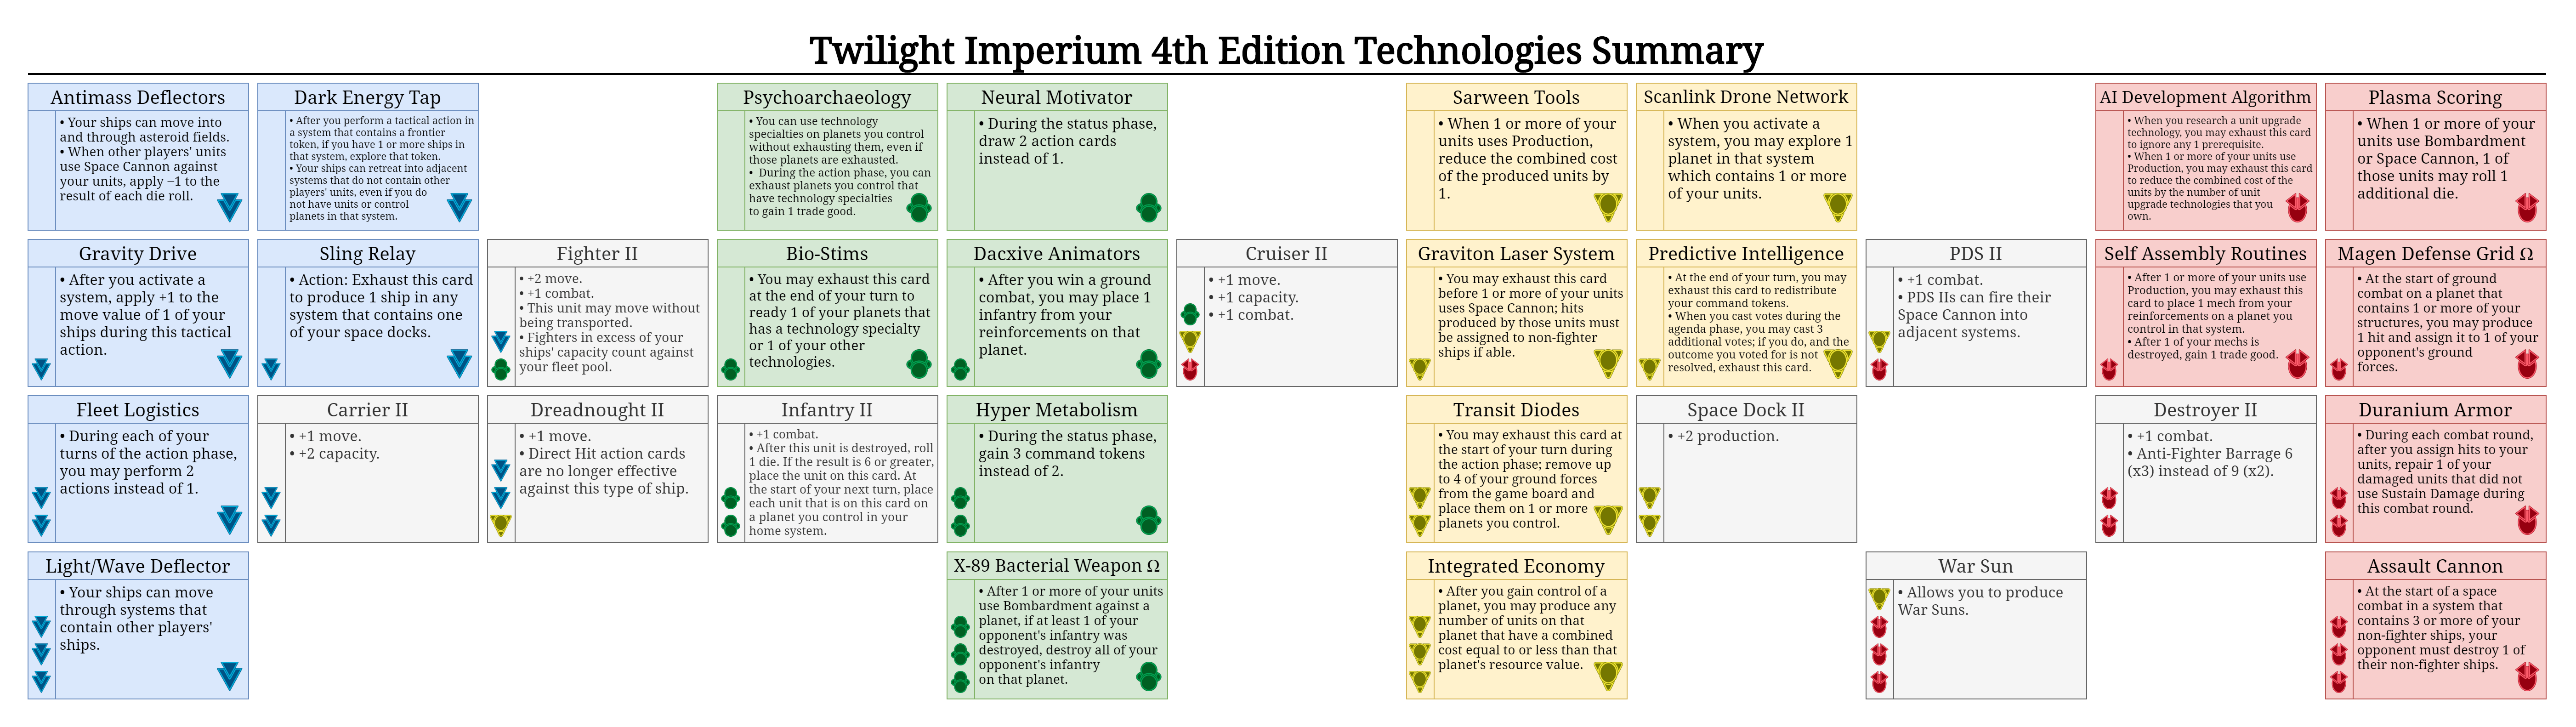 Twilight Imperium 4th Edition Technologies Summary
Antimass Deflectors
• Your ships can move into
and through asteroid fields.
• When other players' units
use Space Cannon against
your units, apply −1 to the
result of each die roll.
Dark Energy Tap
• After you perform a tactical action in
a system that contains a frontier
token, if you have 1 or more ships in
that system, explore that token.
• Your ships can retreat into adjacent
systems that do not contain other
players' units, even if you do
not have units or control
planets in that system.
Psychoarchaeology
• You can use technology
specialties on planets you control
without exhausting them, even if
those planets are exhausted.
• During the action phase, you can
exhaust planets you control that
have technology specialties
to gain 1 trade good.
Neural Motivator
• During the status phase,
draw 2 action cards
instead of 1.
Sarween Tools
• When 1 or more of your
units uses Production,
reduce the combined cost
of the produced units by
1.
Scanlink Drone Network
• When you activate a
system, you may explore 1
planet in that system
which contains 1 or more
of your units.
AI Development Algorithm
• When you research a unit upgrade
technology, you may exhaust this card
to ignore any 1 prerequisite.
• When 1 or more of your units use
Production, you may exhaust this card
to reduce the combined cost of the
units by the number of unit
upgrade technologies that you
own.
Plasma Scoring
• When 1 or more of your
units use Bombardment
or Space Cannon, 1 of
those units may roll 1
additional die.
Gravity Drive
• After you activate a
system, apply +1 to the
move value of 1 of your
ships during this tactical
action.
Sling Relay
• Action: Exhaust this card
to produce 1 ship in any
system that contains one
of your space docks.
Fighter II
• +2 move.
• +1 combat.
• This unit may move without
being transported.
• Fighters in excess of your
ships' capacity count against
your fleet pool.
Bio-Stims
• You may exhaust this card
at the end of your turn to
ready 1 of your planets that
has a technology specialty
or 1 of your other
technologies.
Dacxive Animators
• After you win a ground
combat, you may place 1
infantry from your
reinforcements on that
planet.
Cruiser II
• +1 move.
• +1 capacity.
• +1 combat.
Graviton Laser System
• You may exhaust this card
before 1 or more of your units
uses Space Cannon; hits
produced by those units must
be assigned to non-fighter
ships if able.
Predictive Intelligence
• At the end of your turn, you may
exhaust this card to redistribute
your command tokens.
• When you cast votes during the
agenda phase, you may cast 3
additional votes; if you do, and the
outcome you voted for is not
resolved, exhaust this card.
PDS II
• +1 combat.
• PDS IIs can fire their
Space Cannon into
adjacent systems.
Self Assembly Routines
• After 1 or more of your units use
Production, you may exhaust this
card to place 1 mech from your
reinforcements on a planet you
control in that system.
• After 1 of your mechs is
destroyed, gain 1 trade good.
Magen Defense Grid Ω
• At the start of ground
combat on a planet that
contains 1 or more of your
structures, you may produce
1 hit and assign it to 1 of your
opponent's ground
forces.
Fleet Logistics
• During each of your
turns of the action phase,
you may perform 2
actions instead of 1.
Carrier II
• +1 move.
• +2 capacity.
Dreadnought II
• +1 move.
• Direct Hit action cards
are no longer effective
against this type of ship.
Infantry II
• +1 combat.
• After this unit is destroyed, roll
1 die. If the result is 6 or greater,
place the unit on this card. At
the start of your next turn, place
each unit that is on this card on
a planet you control in your
home system.
Hyper Metabolism
• During the status phase,
gain 3 command tokens
instead of 2.
Transit Diodes
• You may exhaust this card at
the start of your turn during
the action phase; remove up
to 4 of your ground forces
from the game board and
place them on 1 or more
planets you control.
Space Dock II
• +2 production.
Destroyer II
• +1 combat.
• Anti-Fighter Barrage 6
(x3) instead of 9 (x2).
Duranium Armor
• During each combat round,
after you assign hits to your
units, repair 1 of your
damaged units that did not
use Sustain Damage during
this combat round.
Light/Wave Deflector
• Your ships can move
through systems that
contain other players'
ships.
X-89 Bacterial Weapon Ω
• After 1 or more of your units
use Bombardment against a
planet, if at least 1 of your
opponent's infantry was
destroyed, destroy all of your
opponent's infantry
on that planet.
Integrated Economy
• After you gain control of a
planet, you may produce any
number of units on that
planet that have a combined
cost equal to or less than that
planet's resource value.
War Sun
• Allows you to produce
War Suns.
Assault Cannon
• At the start of a space
combat in a system that
contains 3 or more of your
non-fighter ships, your
opponent must destroy 1 of
their non-fighter ships.